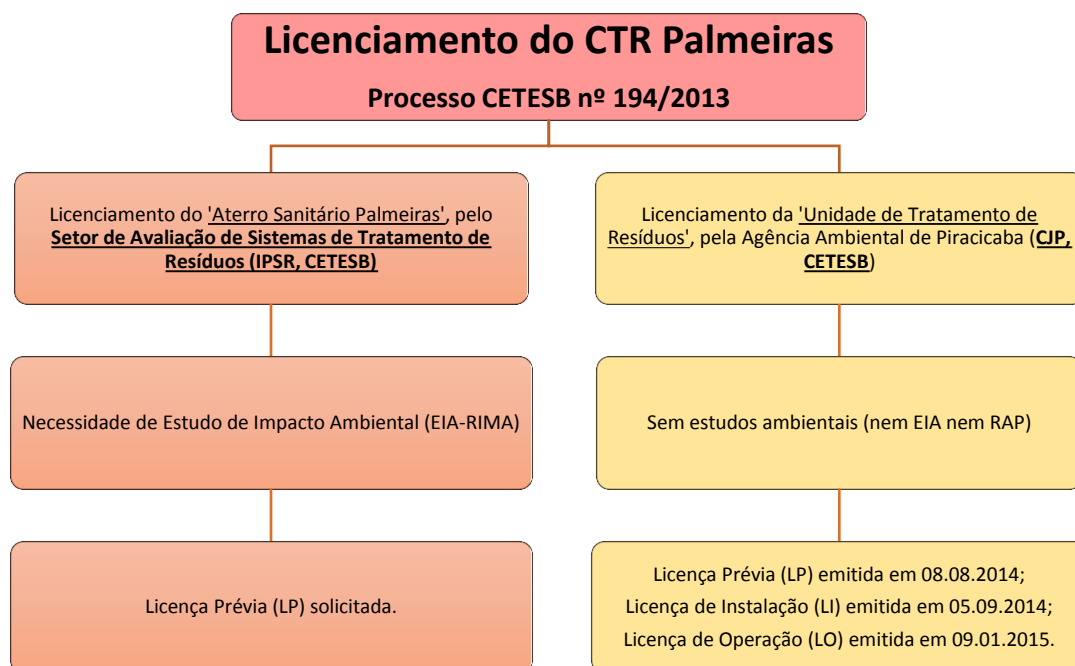 Licenciamento do CTR Palmeiras
Processo CETESB nº 194/2013
Licenciamento do 'Aterro Sanitário Palmeiras', pelo
Setor de Avaliação de Sistemas de Tratamento de
Resíduos (IPSR, CETESB)
Licenciamento da 'Unidade de Tratamento de
Resíduos', pela Agência Ambiental de Piracicaba (CJP,
CETESB)
Necessidade de Estudo de Impacto Ambiental (EIA-RIMA)
Sem estudos ambientais (nem EIA nem RAP)
Licença Prévia (LP) solicitada.
Licença Prévia (LP) emitida em 08.08.2014;
Licença de Instalação (LI) emitida em 05.09.2014;
Licença de Operação (LO) emitida em 09.01.2015.